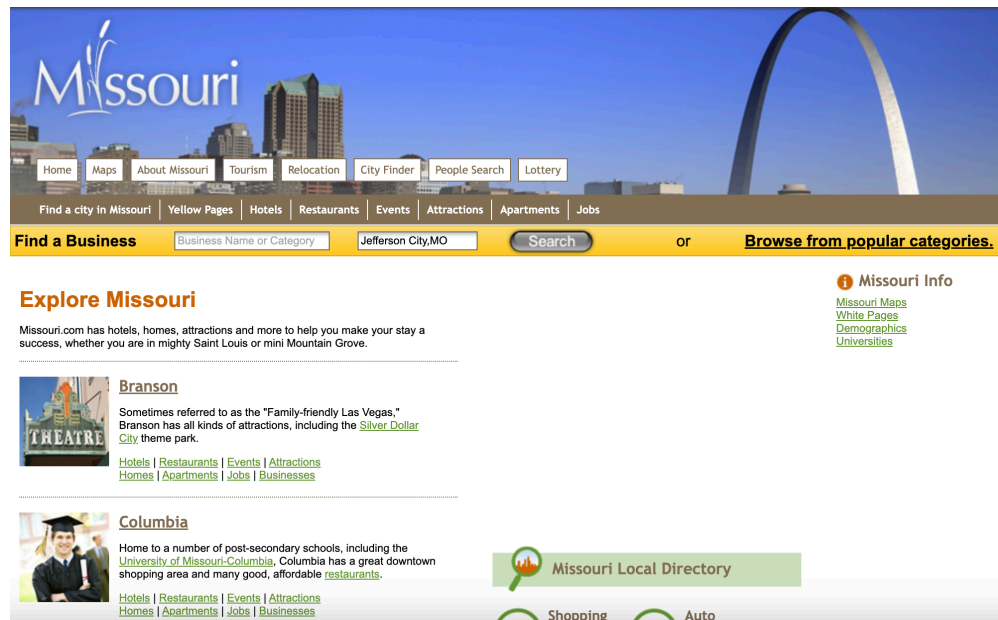 Missouri
Home Maps About Missouri Tourism Relocation City Finder People Search Lottery
Find a city in Missouri Yellow Pages Hotels Restaurants Events Attractions Apartments Jobs
Find a Business Business Name or Category Jefferson City,MO Search or Browse from popular categories.
Missouri Info
Missouri Maps
White Pages
Demographics
Universities
Explore Missouri
Missouri.com has hotels, homes, attractions and more to help you make your stay a
success, whether you are in mighty Saint Louis or mini Mountain Grove.
THEATRE
Branson
Sometimes referred to as the "Family-friendly Las Vegas,"
Branson has all kinds of attractions, including the Silver Dollar
City theme park.
Hotels | Restaurants | Events | Attractions
Homes | Apartments | Jobs | Businesses
Columbia
Home to a number of post-secondary schools, including the
University of Missouri-Columbia, Columbia has a great downtown
shopping area and many good, affordable restaurants.
Hotels | Restaurants | Events | Attractions
Homes | Apartments | Jobs | Businesses
Missouri Local Directory
Shopping Auto